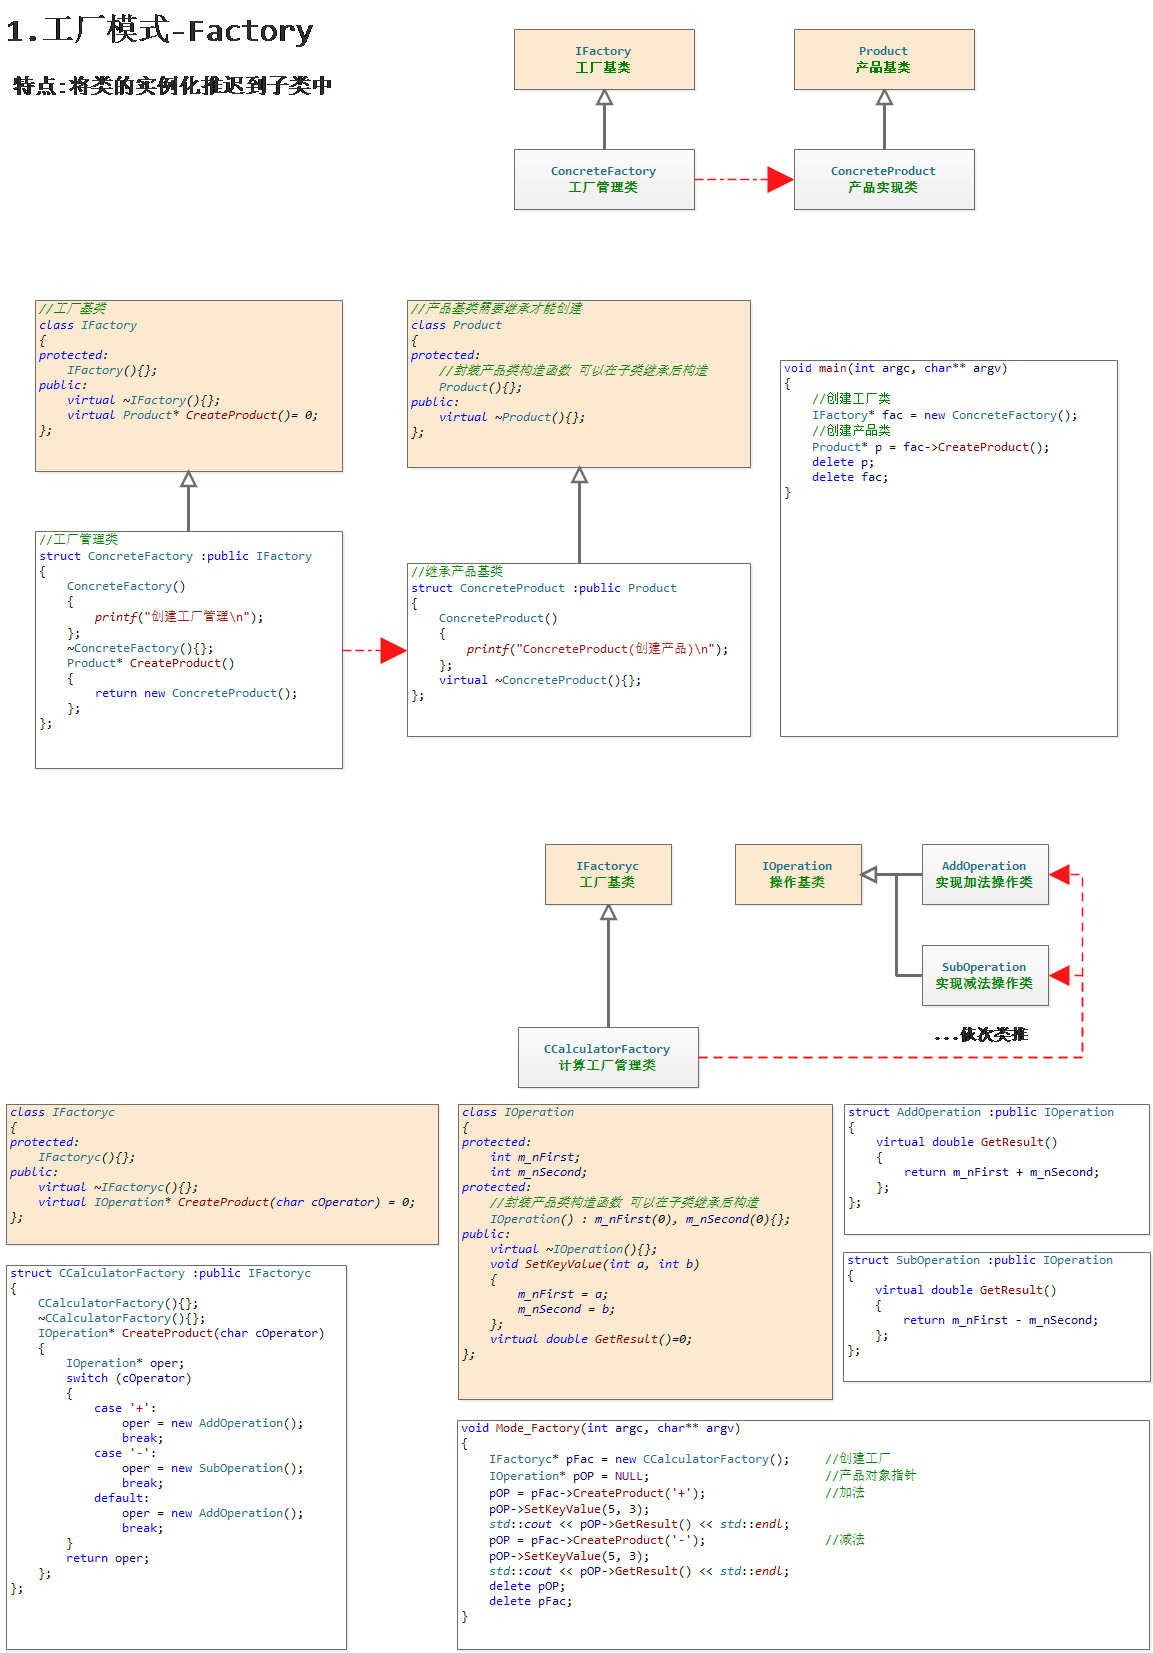 1.工厂模式-Factory
特点:将类的实例化推迟到子类中
IFactory
工厂基类
Product
产品基类
ConcreteFactory
工厂管理类
ConcreteProduct
产品实现类
//工厂基类
class IFactory
{
protected:
    IFactory(){};
public:
    virtual ~IFactory(){};
    virtual Product* CreateProduct()= 0;
};
//产品基类需要继承才能创建
class Product
{
protected:
    //封装产品类构造函数 可以在子类继承后构造
    Product(){};
public:
    virtual ~Product(){};
};
void main(int argc, char** argv)
{
    //创建工厂类
    IFactory* fac = new ConcreteFactory();
    //创建产品类
    Product* p = fac->CreateProduct();
    delete p;
    delete fac;
}
//工厂管理类
struct ConcreteFactory :public IFactory
{
    ConcreteFactory()
    {
        printf("创建工厂管理\n");
    };
    ~ConcreteFactory(){};
    Product* CreateProduct()
    {
        return new ConcreteProduct();
    };
};
//继承产品基类
struct ConcreteProduct :public Product
{
    ConcreteProduct()
    {
        printf("ConcreteProduct(创建产品)\n");
    };
    virtual ~ConcreteProduct(){};
};
IFactoryc
工厂基类
IOperation
操作基类
AddOperation
实现加法操作类
SubOperation
实现减法操作类
...依次类推
CCalculatorFactory
计算工厂管理类
class IFactoryc
{
protected:
    IFactoryc(){};
public:
    virtual ~IFactoryc(){};
    virtual IOperation* CreateProduct(char cOperator) = 0;
};
class IOperation
{
protected:
    int m_nFirst;
    int m_nSecond;
protected:
    //封装产品类构造函数 可以在子类继承后构造
    IOperation() : m_nFirst(0), m_nSecond(0){};
public:
    virtual ~IOperation(){};
    void SetKeyValue(int a, int b)
    {
        m_nFirst = a;
        m_nSecond = b;
    };
    virtual double GetResult()=0;
};
struct AddOperation :public IOperation
{
    virtual double GetResult()
    {
        return m_nFirst + m_nSecond;
    };
};
struct SubOperation :public IOperation
{
    virtual double GetResult()
    {
        return m_nFirst - m_nSecond;
    };
};
struct CCalculatorFactory :public IFactoryc
{
    CCalculatorFactory(){};
    ~CCalculatorFactory(){};
    IOperation* CreateProduct(char cOperator)
    {
        IOperation* oper;
        switch (cOperator)
        {
            case '+':
                oper = new AddOperation();
                break;
            case '-':
                oper = new SubOperation();
                break;
            default:
                oper = new AddOperation();
                break;
        }
        return oper;
    };
};
void Mode_Factory(int argc, char** argv)
{
    IFactoryc* pFac = new CCalculatorFactory();     //创建工厂
    IOperation* pOP = NULL;                         //产品对象指针
    pOP = pFac->CreateProduct('+');                 //加法
    pOP->SetKeyValue(5, 3);
    std::cout << pOP->GetResult() << std::endl;
    pOP = pFac->CreateProduct('-');                 //减法
    pOP->SetKeyValue(5, 3);
    std::cout << pOP->GetResult() << std::endl;
    delete pOP;
    delete pFac;
}